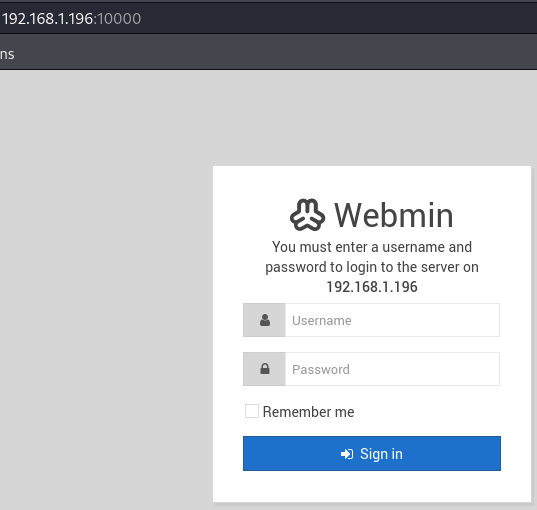 192.168.1.196:10000
ns
Webmin
You must enter a username and
password to login to the server on
192.168.1.196
Username
Password
Remember me
Sign in